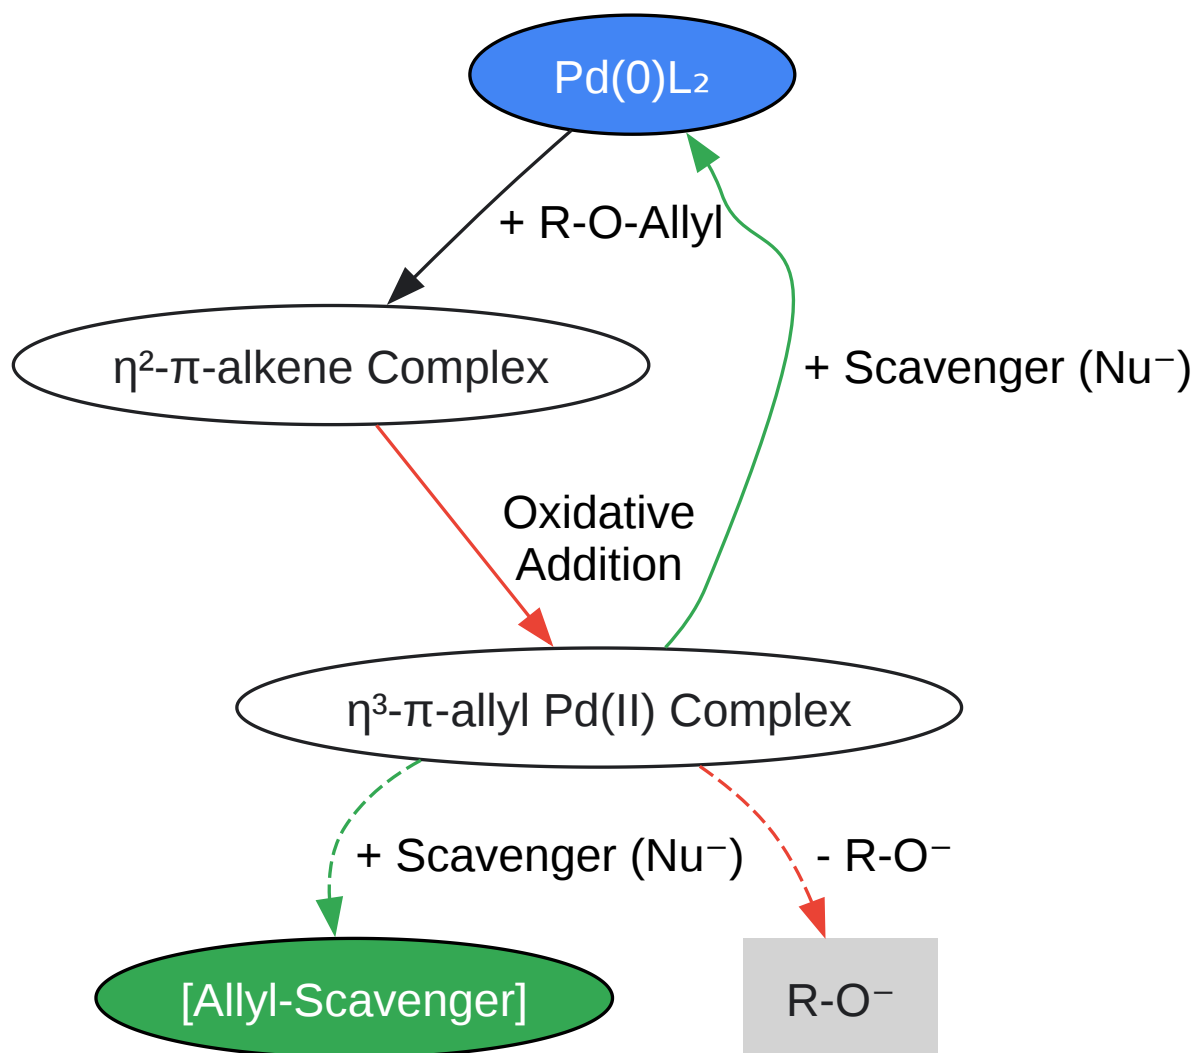 Pd(0)L₂
+ R-O-Allyl
η²-π-alkene Complex
+ Scavenger (Nu⁻)
Oxidative
Addition
η³-π-allyl Pd(II) Complex
+ Scavenger (Nu⁻)
- R-O⁻
[Allyl-Scavenger]
R-O⁻